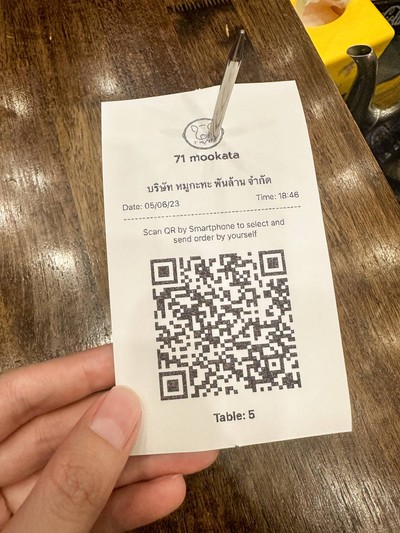 71 mookata
บริษัท หมูกะทะ พันล้าน จำกัด
Date: 05/06/23 Time: 18:46
Scan QR by Smartphone to select and
send order by yourself
Table: 5